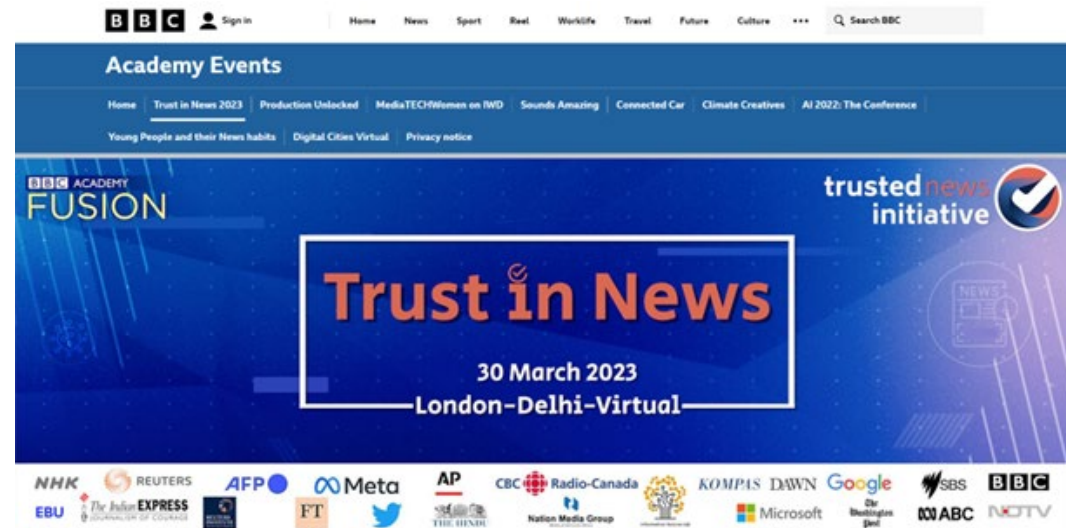 BBC Sign in Home News Sport Reel Worklife Travel Future Culture ••• Search BBC
Academy Events
Home Trust in News 2023 Production Unlocked MediaTECHWomen on IWD Sounds Amazing Connected Car Climate Creatives AI 2022: The Conference
Young People and their News habits Digital Cities Virtual Privacy notice
BBC ACADEMY
FUSION
trusted news
initiative
Trust in News
NEWS
30 March 2023
London-Delhi-Virtual
NHK REUTERS AFP Meta AP CBC Radio-Canada KOMPAS DAWN Google SBS BBC
EBU The Indian EXPRESS JOURNALISM OF COURAGE FT THE HINDU Nation Media Group Microsoft The Washington Post ABC NDTV